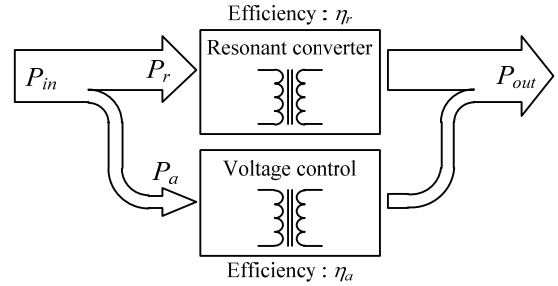 Efficiency : ηr
Resonant converter
Pin
Pr
Pout
Pa
Voltage control
Efficiency : ηa